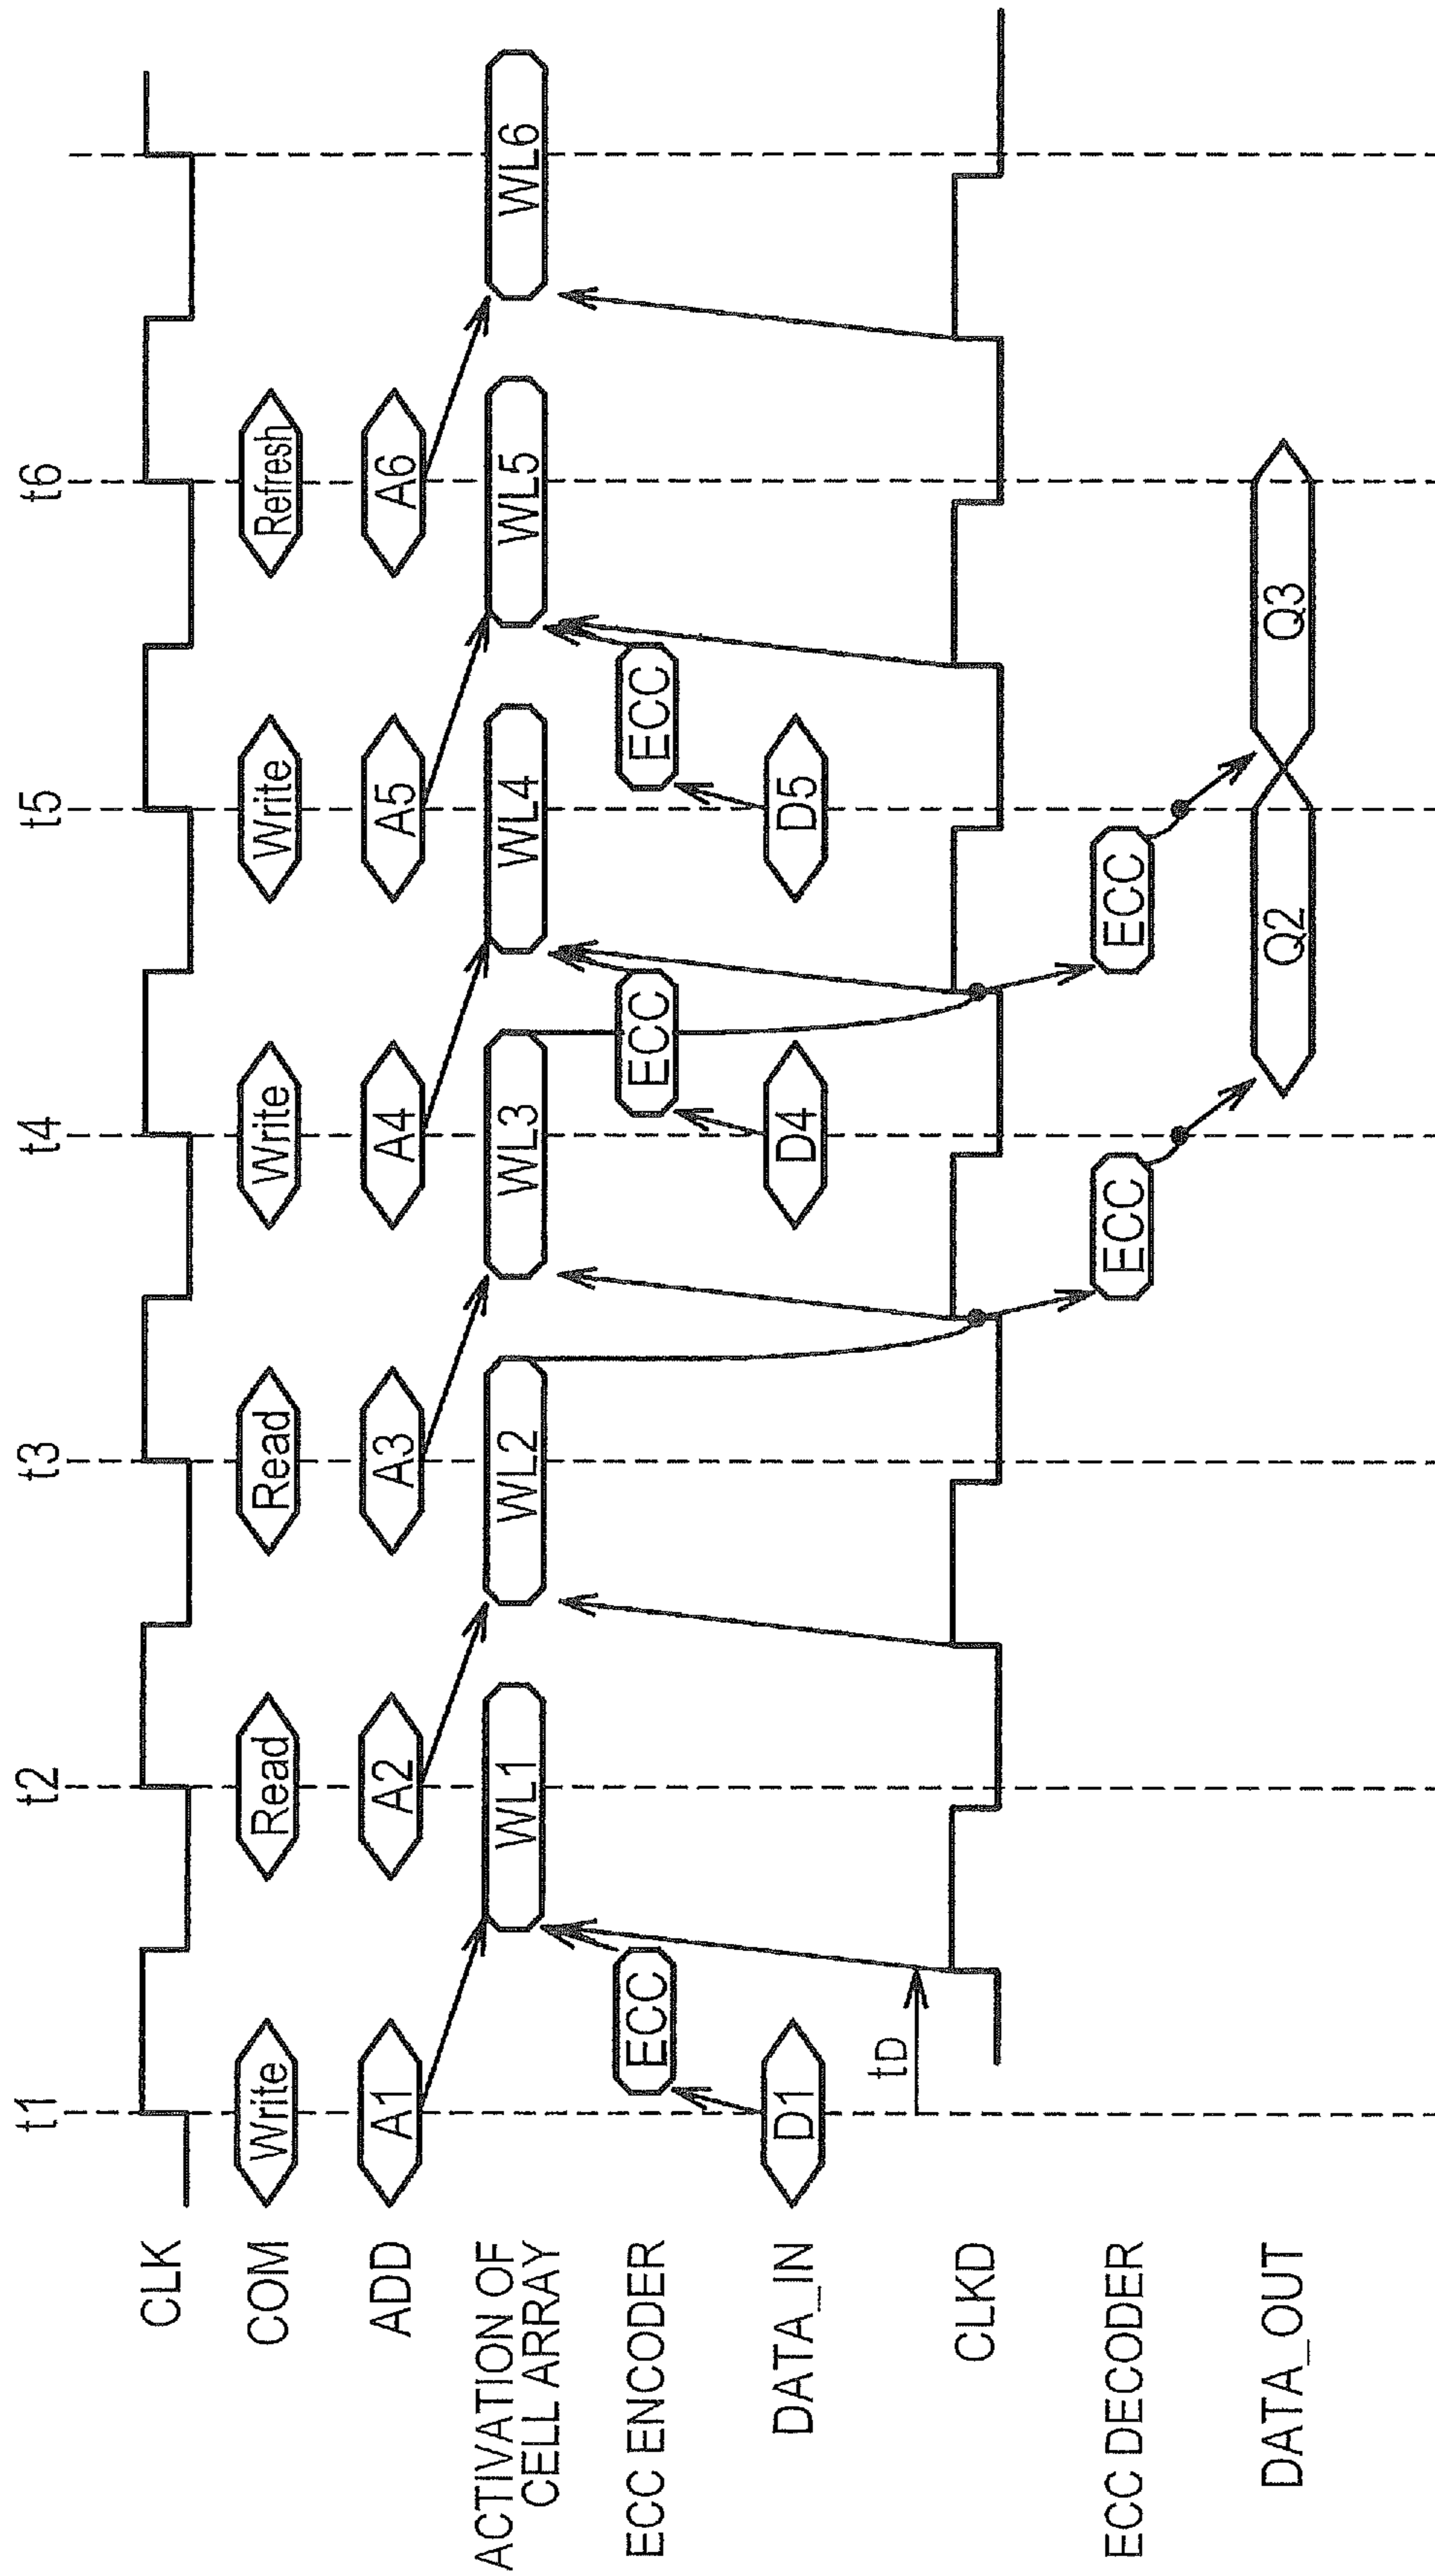 t1 t2 t3 t4 t5 t6
CLK
COM Write Read Read Write Write Refresh
ADD A1 A2 A3 A4 A5 A6
ACTIVATION OF
CELL ARRAY WL1 WL2 WL3 WL4 WL5 WL6
ECC ENCODER ECC ECC ECC
DATA_IN D1 D4 D5
tD
CLKD
ECC DECODER ECC ECC
DATA_OUT Q2 Q3